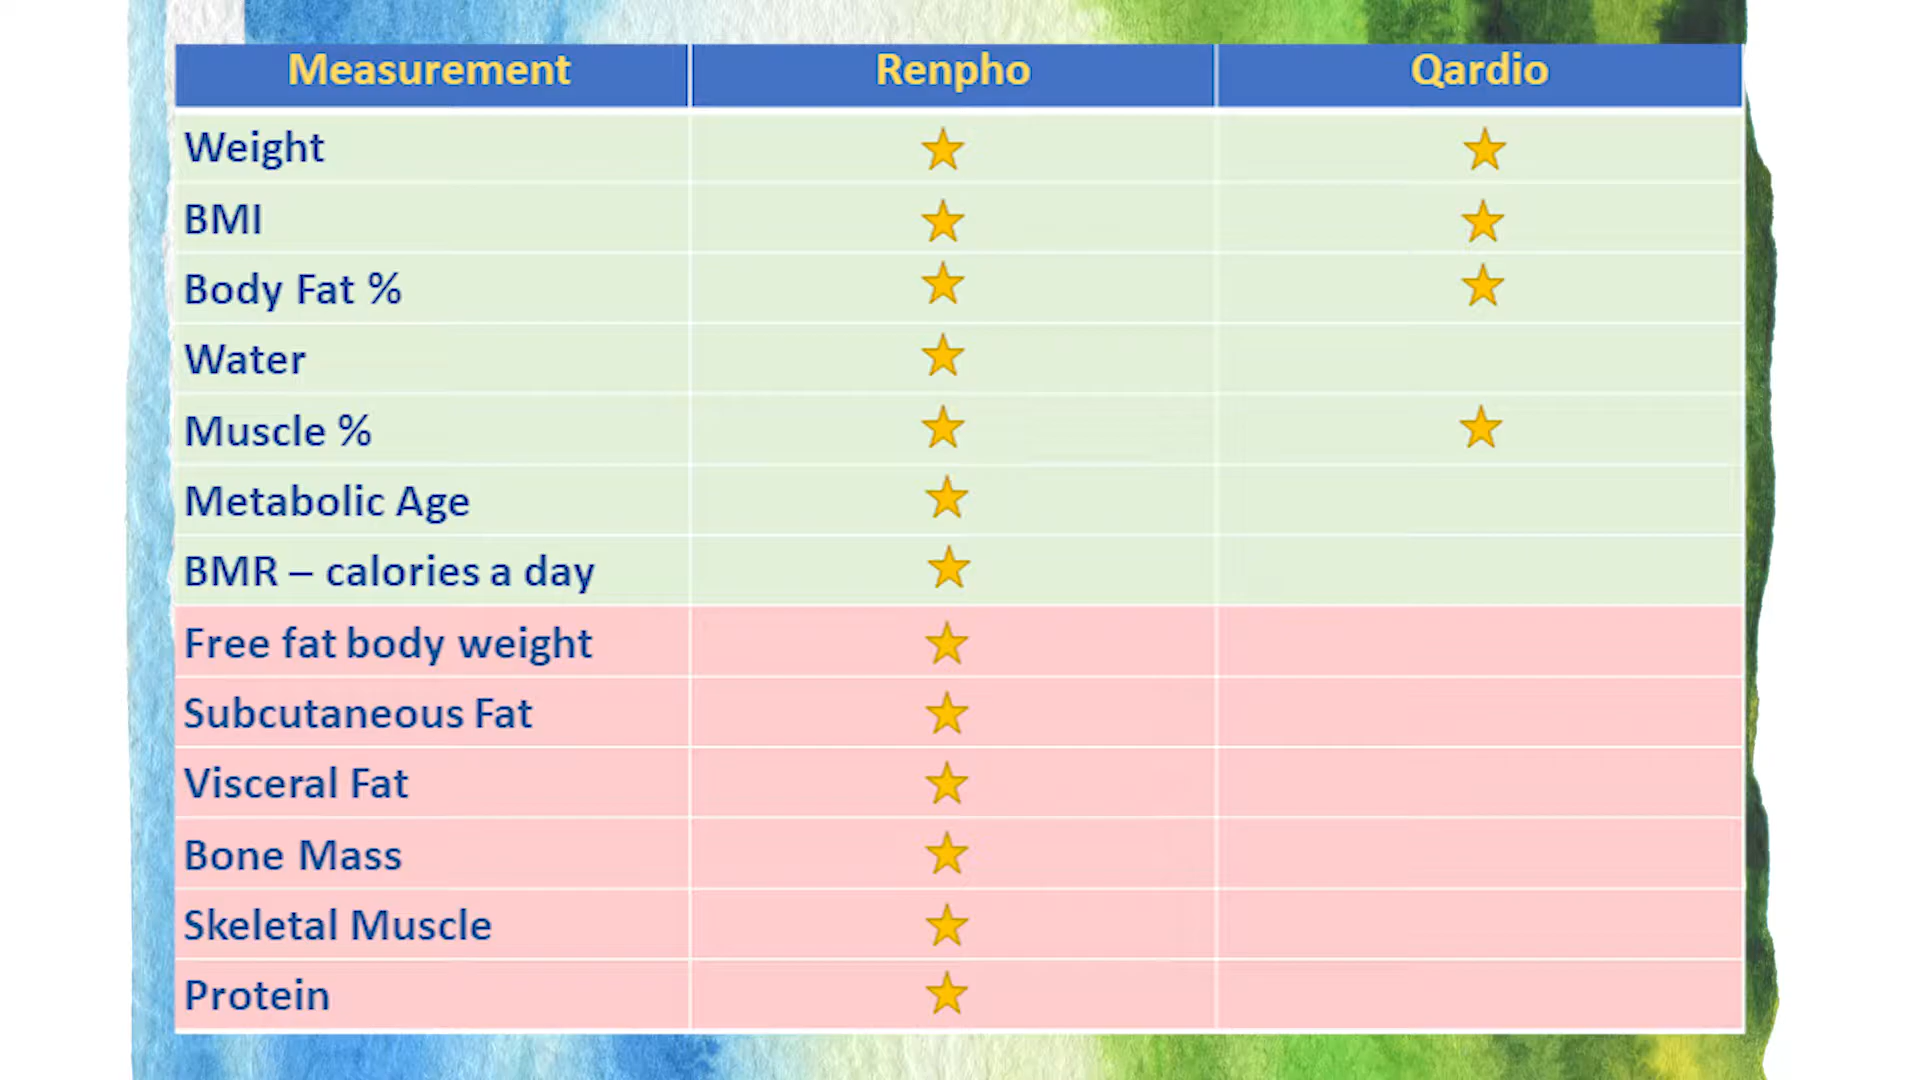 Measurement Renpho Qardio
Weight
BMI
Body Fat %
Water
Muscle %
Metabolic Age
BMR – calories a day
Free fat body weight
Subcutaneous Fat
Visceral Fat
Bone Mass
Skeletal Muscle
Protein